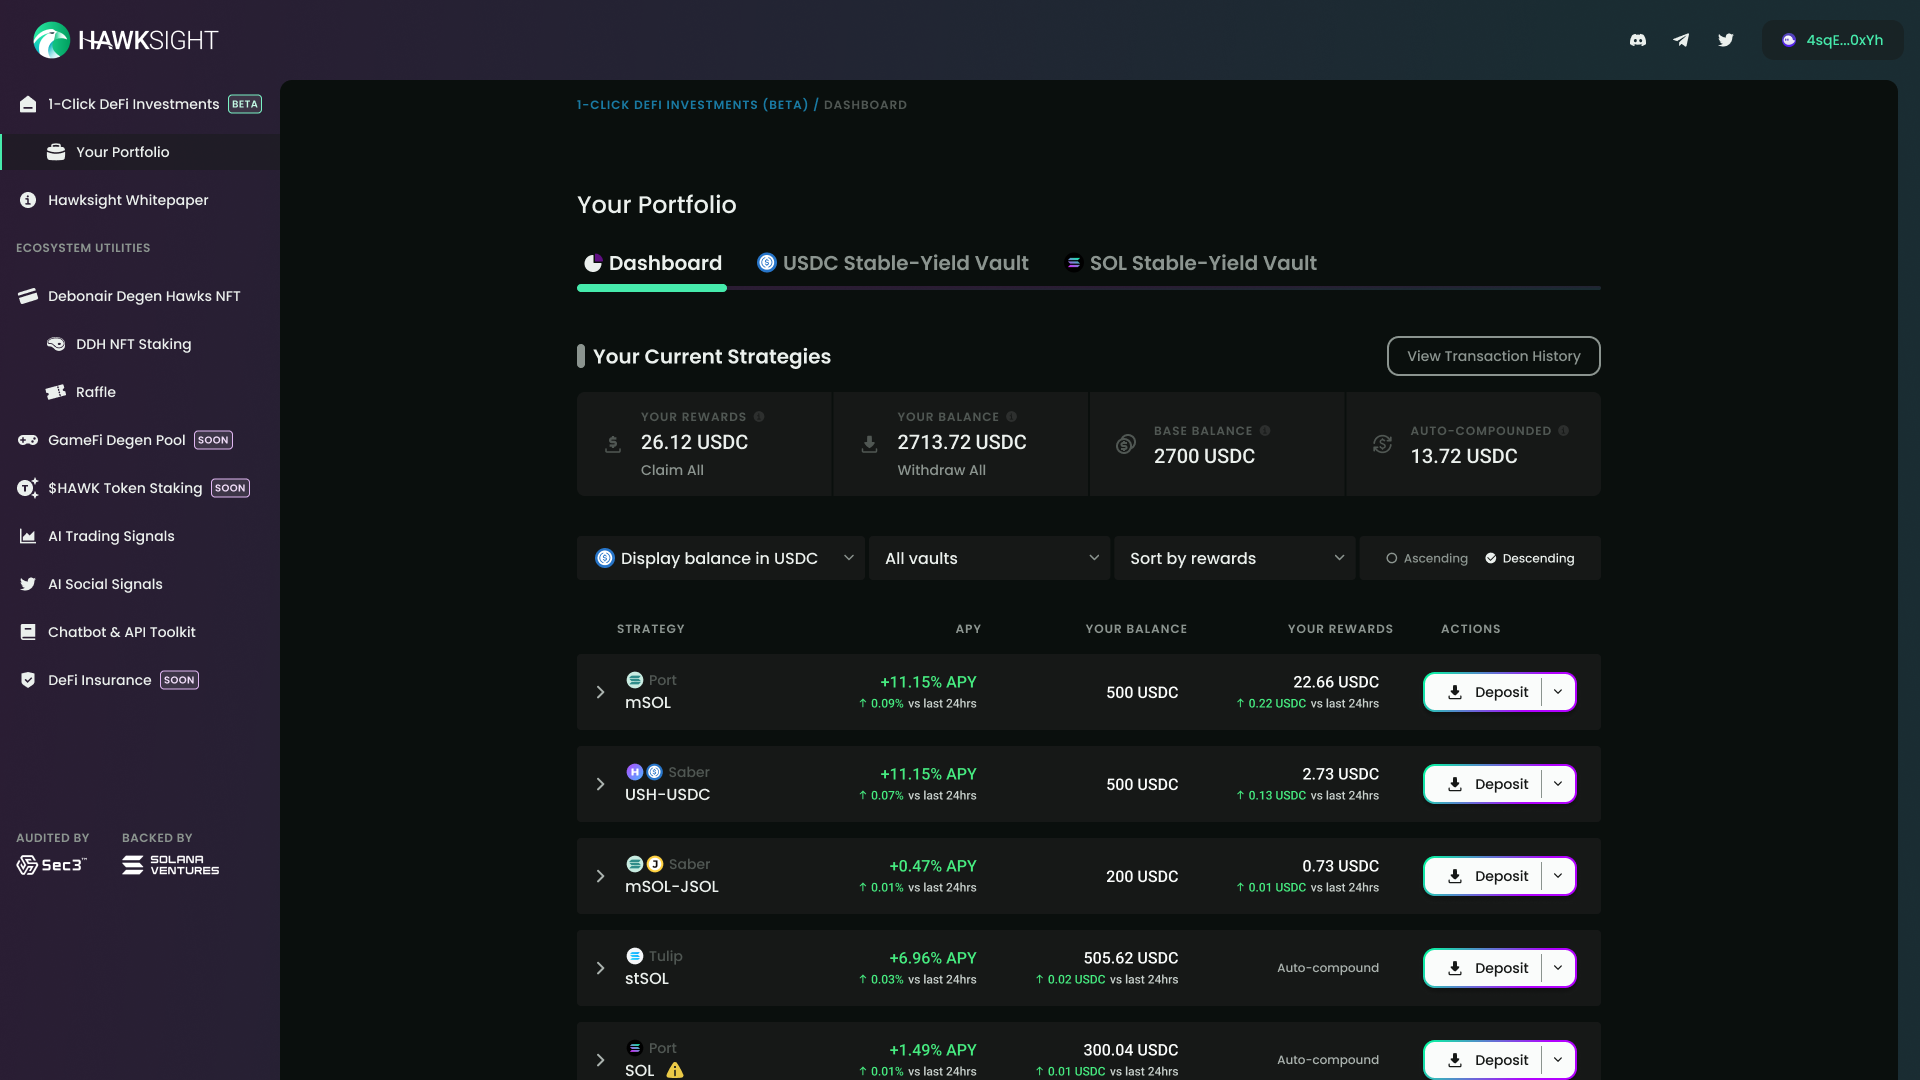 HAWKSIGHT
4sqE...0xYh
1-Click DeFi Investments BETA
Your Portfolio
Hawksight Whitepaper
ECOSYSTEM UTILITIES
Debonair Degen Hawks NFT
DDH NFT Staking
Raffle
GameFi Degen Pool SOON
$HAWK Token Staking SOON
AI Trading Signals
AI Social Signals
Chatbot & API Toolkit
DeFi Insurance SOON
AUDITED BY
Sec3™
BACKED BY
SOLANA
VENTURES
1-CLICK DEFI INVESTMENTS (BETA) / DASHBOARD
Your Portfolio
Dashboard USDC Stable-Yield Vault SOL Stable-Yield Vault
Your Current Strategies
View Transaction History
YOUR REWARDS
26.12 USDC
Claim All
YOUR BALANCE
2713.72 USDC
Withdraw All
BASE BALANCE
2700 USDC
AUTO-COMPOUNDED
13.72 USDC
Display balance in USDC All vaults Sort by rewards Ascending Descending
STRATEGY APY YOUR BALANCE YOUR REWARDS ACTIONS
Port
mSOL
+11.15% APY
↑ 0.09% vs last 24hrs
500 USDC
22.66 USDC
↑ 0.22 USDC vs last 24hrs
Deposit
Saber
USH-USDC
+11.15% APY
↑ 0.07% vs last 24hrs
500 USDC
2.73 USDC
↑ 0.13 USDC vs last 24hrs
Deposit
Saber
mSOL-JSOL
+0.47% APY
↑ 0.01% vs last 24hrs
200 USDC
0.73 USDC
↑ 0.01 USDC vs last 24hrs
Deposit
Tulip
stSOL
+6.96% APY
↑ 0.03% vs last 24hrs
505.62 USDC
↑ 0.02 USDC vs last 24hrs
Auto-compound
Deposit
Port
SOL
+1.49% APY
↑ 0.01% vs last 24hrs
300.04 USDC
↑ 0.01 USDC vs last 24hrs
Auto-compound
Deposit